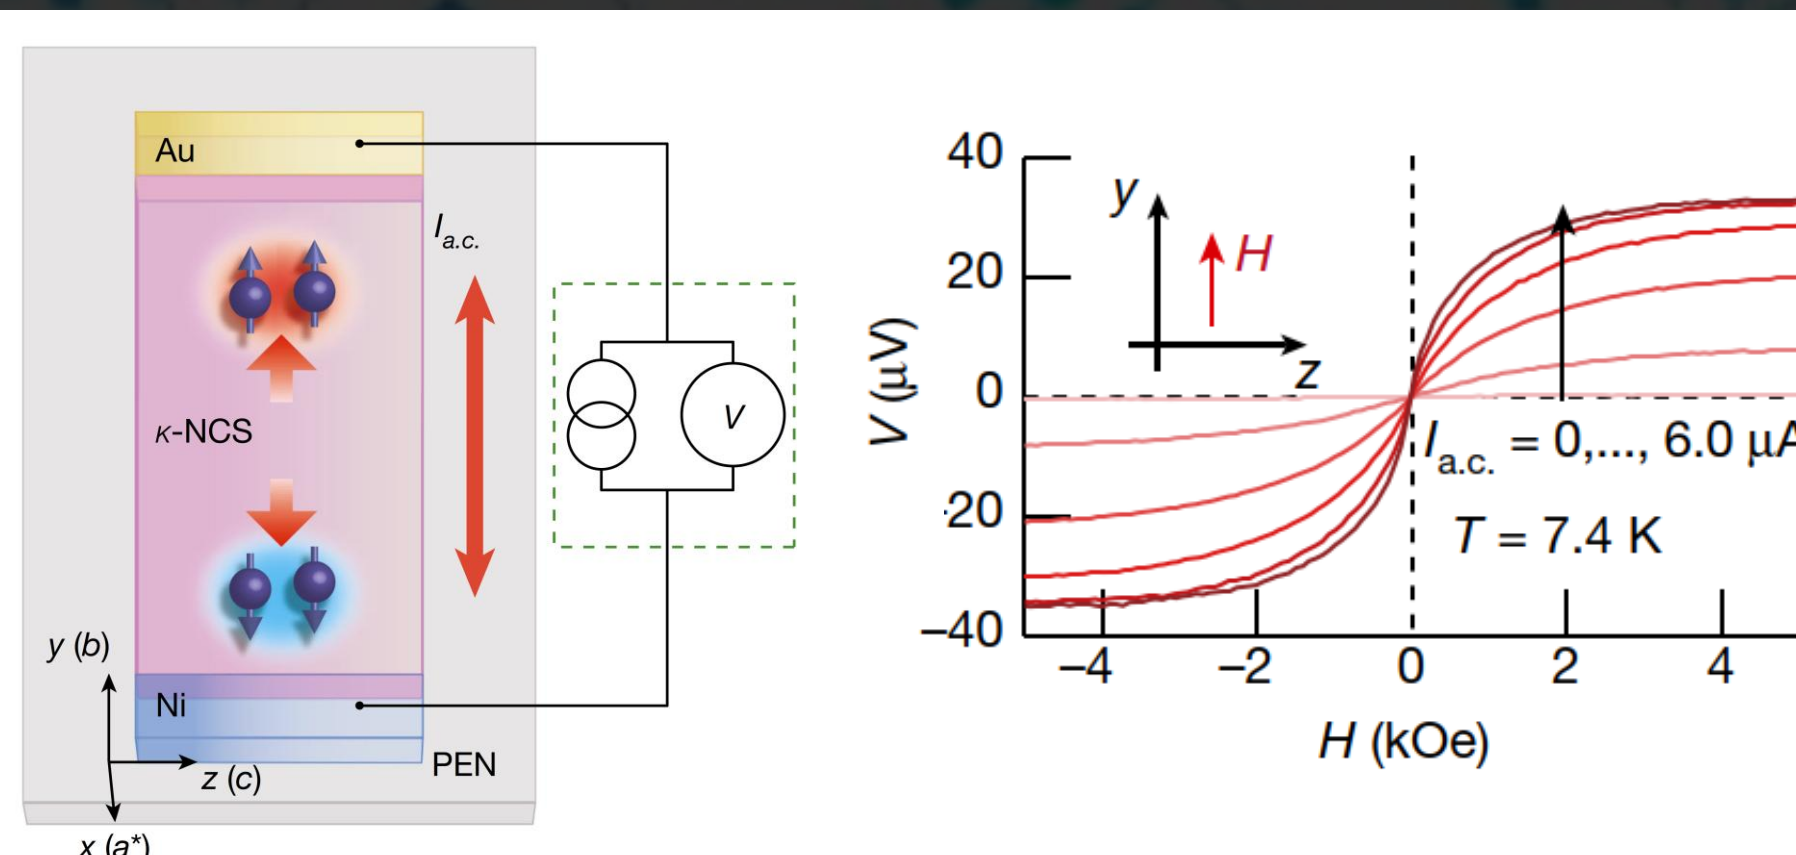 Au
I a.c.
κ-NCS
V
y (b)
Ni
z (c)
PEN
x (a*)
40
20
0
-20
–40
V (μV)
y
H
z
I a.c. = 0,..., 6.0 μA
T = 7.4 K
–4
–2
0
2
4
H (kOe)